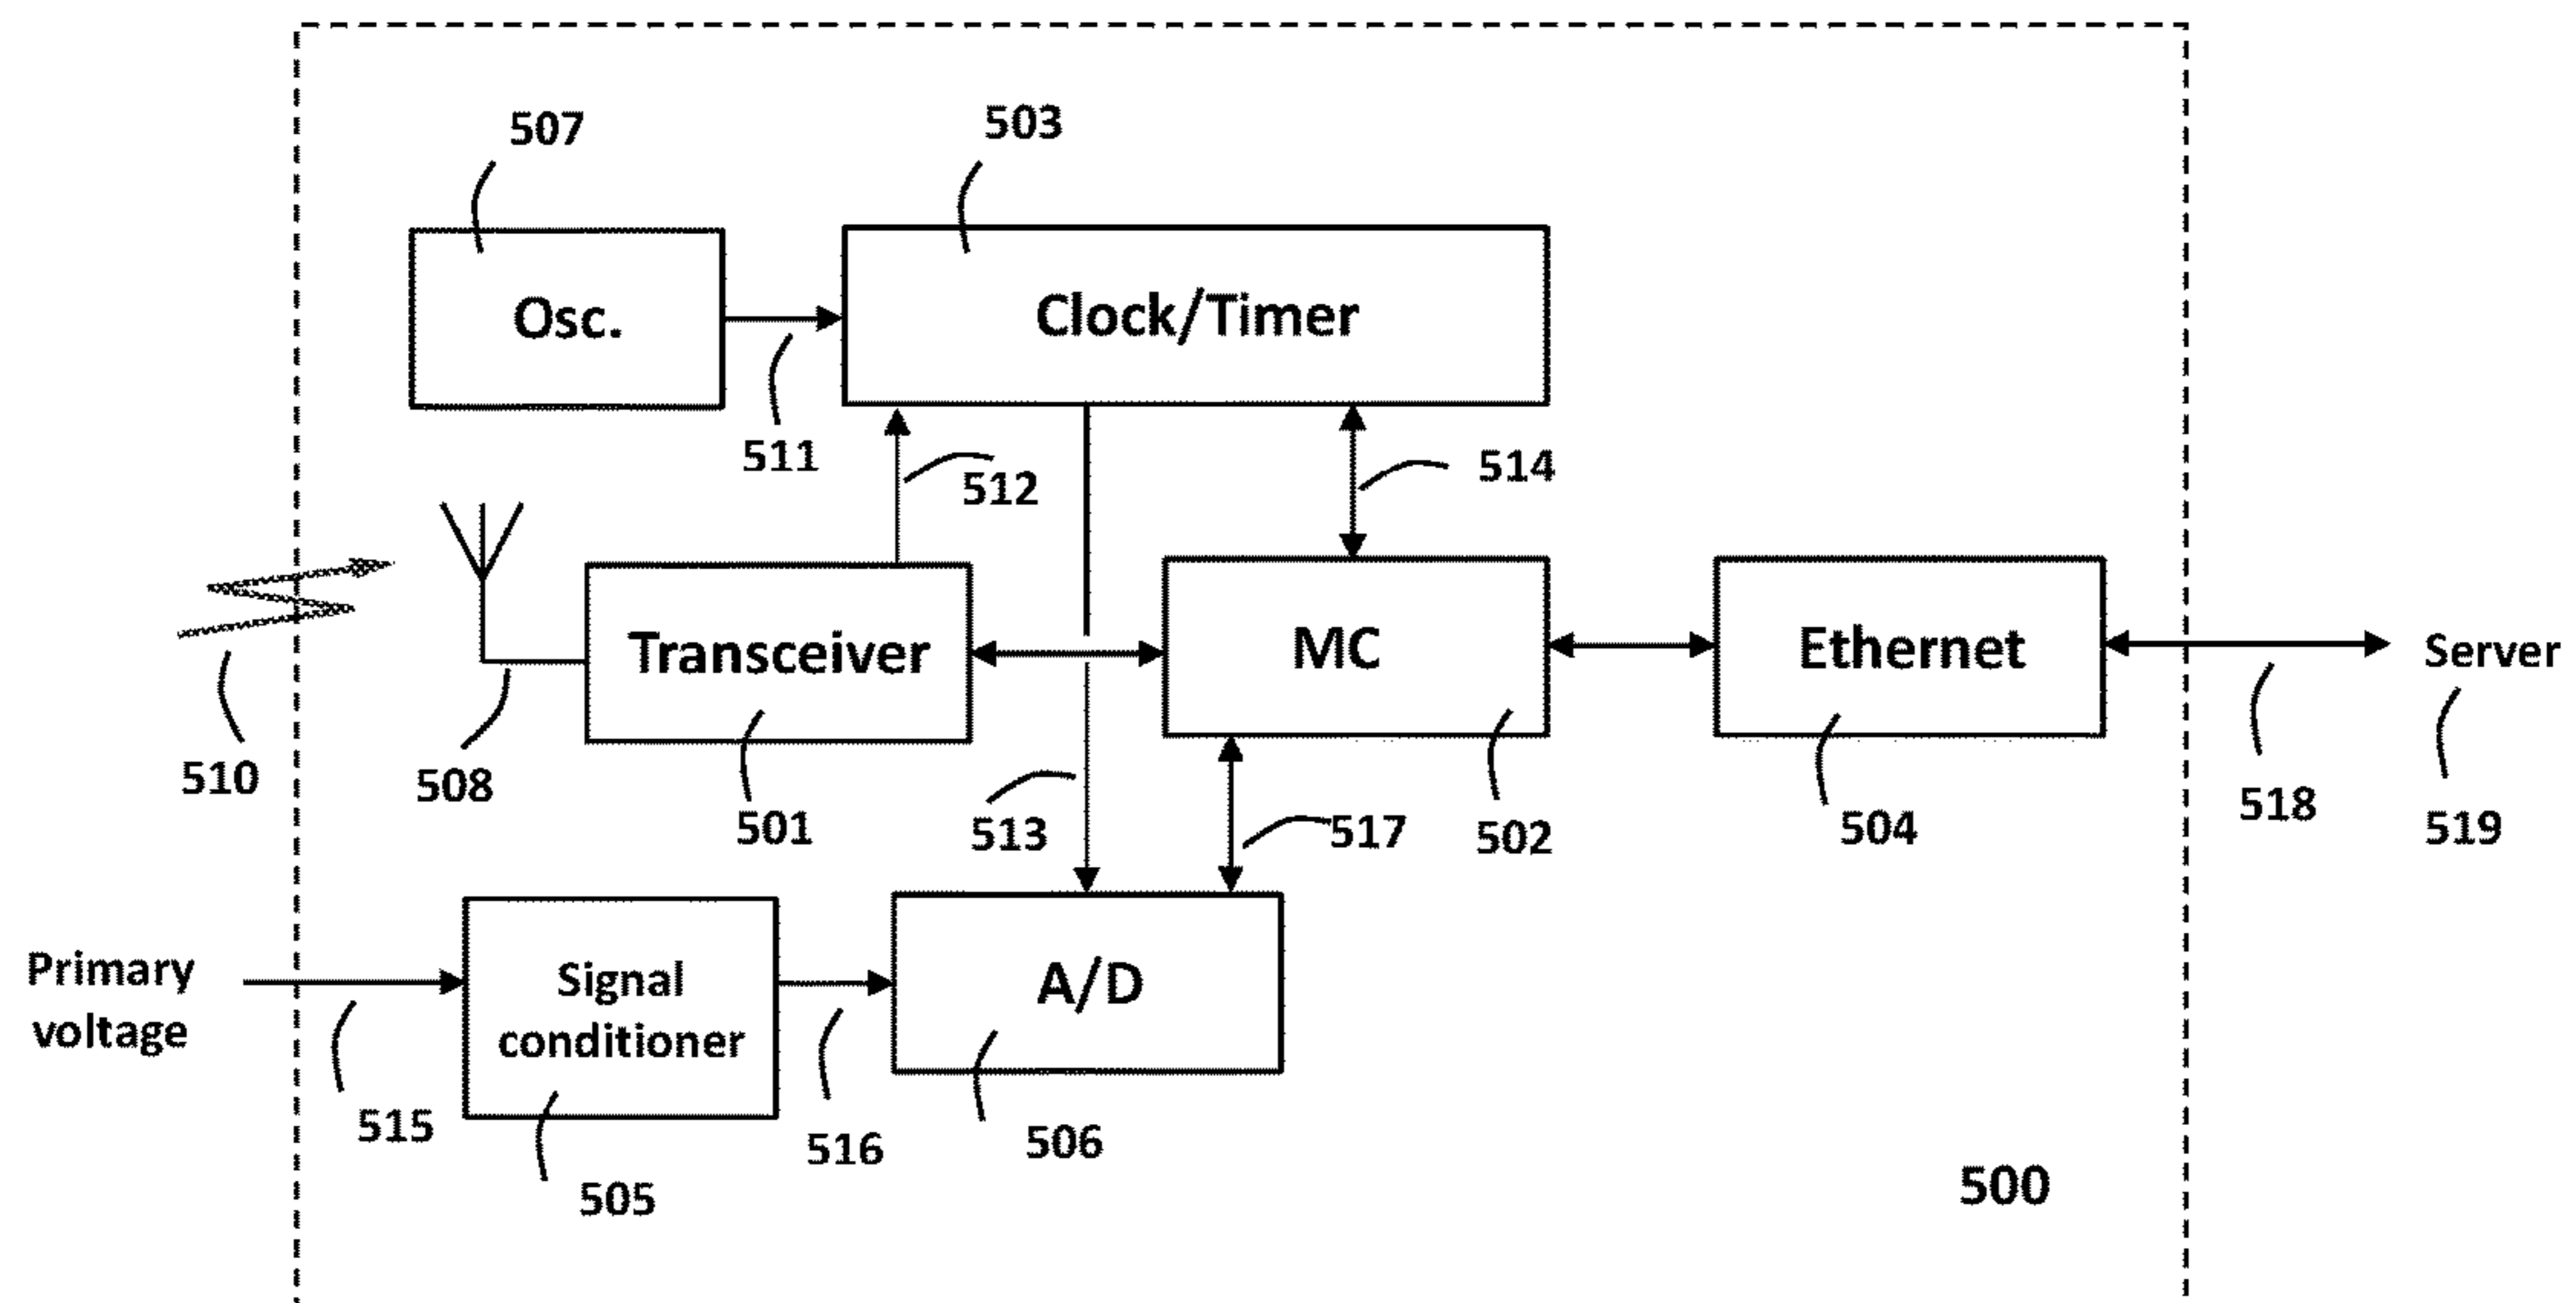 507
503
Osc.
Clock/Timer
511
512
514
510
508
Transceiver
MC
Ethernet
Server
501
513
517
502
504
518
519
Primary
voltage
Signal
conditioner
A/D
515
516
506
505
500